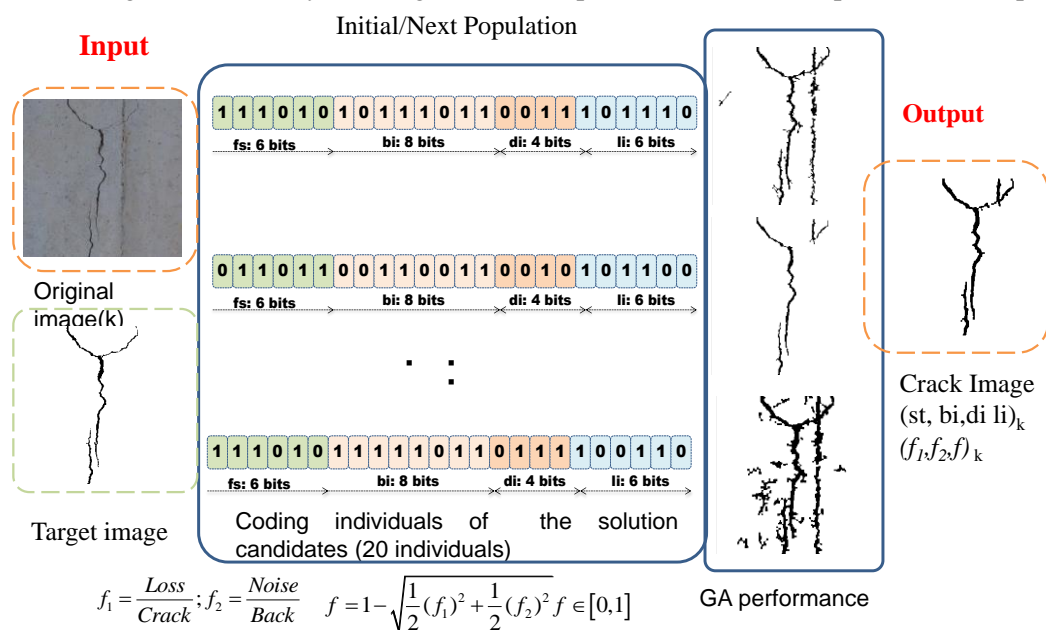 Initial/Next Population
Input
1 1 1 0 1 0 1 0 1 1 1 0 1 1 0 0 1 1 1 0 1 1 1 0
fs: 6 bits bi: 8 bits di: 4 bits li: 6 bits
Output
0 1 1 0 1 1 0 0 1 1 0 0 1 1 0 0 1 0 1 0 1 1 0 0
fs: 6 bits bi: 8 bits di: 4 bits li: 6 bits
Original
image(k)
1 1 1 0 1 0 1 1 1 1 1 0 1 1 0 1 1 1 1 0 0 1 1 0
fs: 6 bits bi: 8 bits di: 4 bits li: 6 bits
Crack Image
(st, bi,di li)k
(f1,f2,f) k
Target image
Coding individuals of the solution
candidates (20 individuals)
GA performance
f1 = Loss/Crack; f2 = Noise/Back f = 1 − √(1/2 (f1)² + 1/2 (f2)²) f ∈ [0,1]